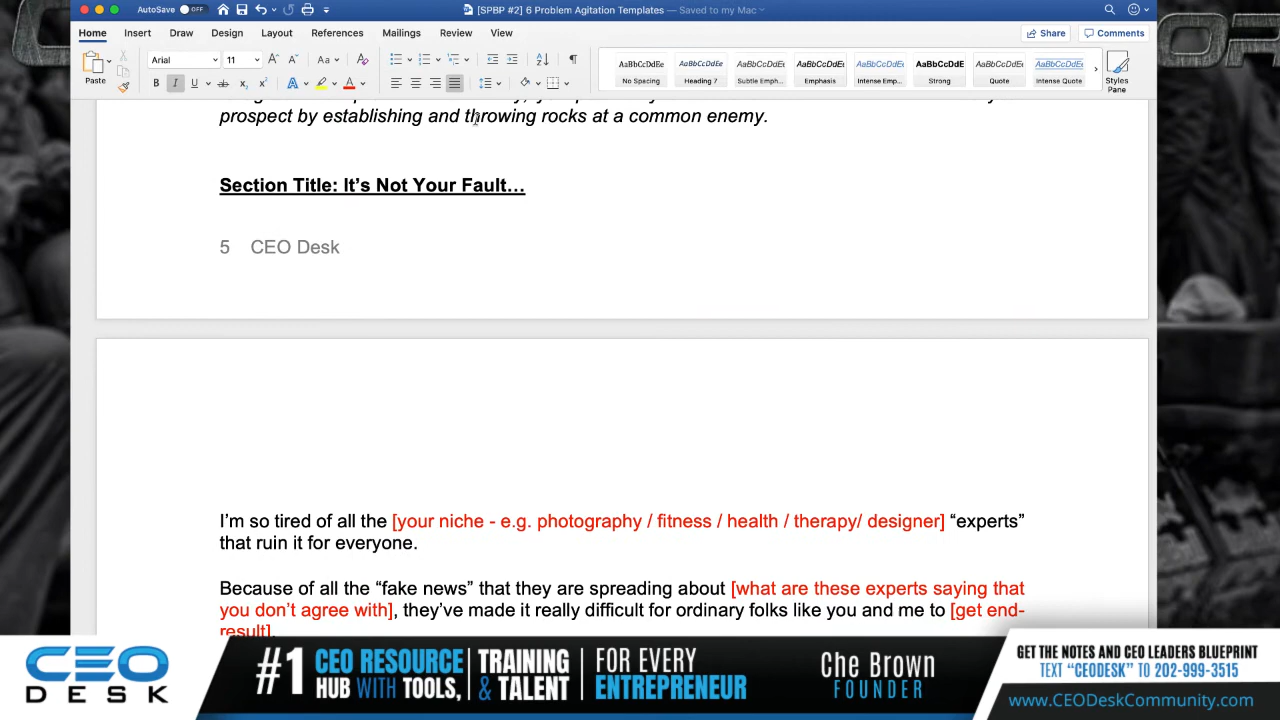 AutoSave OFF
[SPBP #2] 6 Problem Agitation Templates — Saved to my Mac
Home Insert Draw Design Layout References Mailings Review View
Share Comments
Paste
Arial 11
AaBbCcDdEe AaBbCcDdEe AaBbCcDdEe AaBbCcDdEe AaBbCcDdEe AaBbCcDdEe AaBbCcDdEe AaBbCcDdEe
No Spacing Heading 7 Subtle Emph... Emphasis Intense Emp... Strong Quote Intense Quote
Styles Pane
prospect by establishing and throwing rocks at a common enemy.
Section Title: It’s Not Your Fault…
5 CEO Desk
I’m so tired of all the [your niche - e.g. photography / fitness / health / therapy/ designer] “experts”
that ruin it for everyone.
Because of all the “fake news” that they are spreading about [what are these experts saying that
you don’t agree with], they’ve made it really difficult for ordinary folks like you and me to [get end-
result].
CEO DESK
#1 CEO RESOURCE HUB WITH TOOLS, TRAINING & TALENT FOR EVERY ENTREPRENEUR
Che Brown
FOUNDER
GET THE NOTES AND CEO LEADERS BLUEPRINT
TEXT “CEODESK” TO 202-999-3515
www.CEODeskCommunity.com